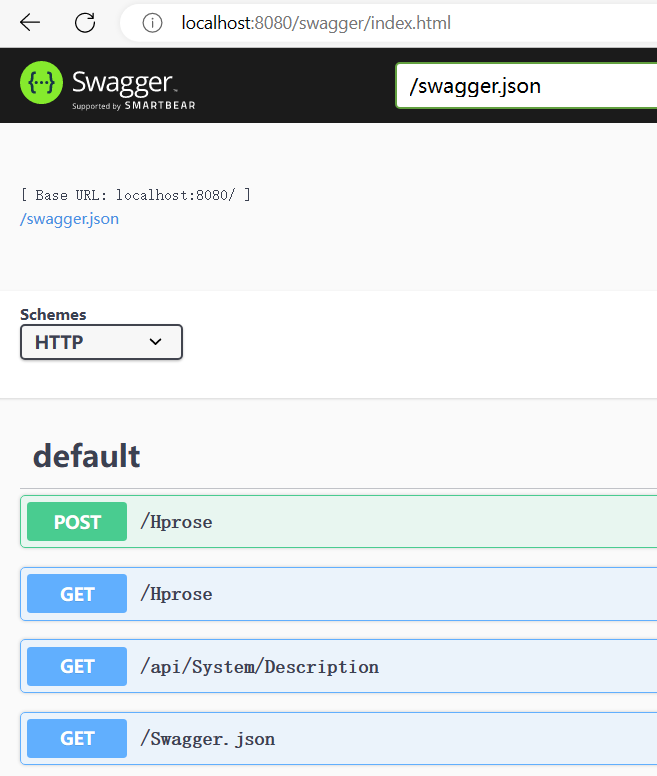 localhost:8080/swagger/index.html
Swagger
Supported by SMARTBEAR
/swagger.json
[ Base URL: localhost:8080/ ]
/swagger.json
Schemes
HTTP
default
POST /Hprose
GET /Hprose
GET /api/System/Description
GET /Swagger.json